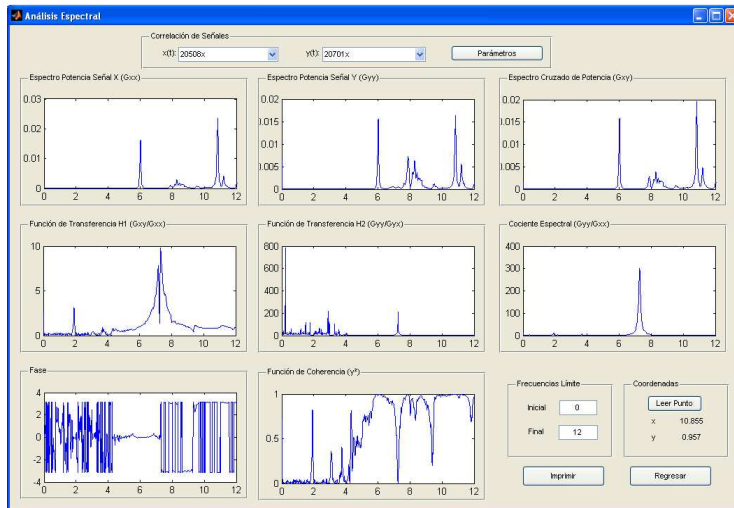 Análisis Espectral
Correlación de Señales
x(t): 20508x y(t): 20701x Parámetros
Espectro Potencia Señal X (Gxx)
0.03
0.02
0.01
0
0 2 4 6 8 10 12
Espectro Potencia Señal Y (Gyy)
0.02
0.015
0.01
0.005
0
0 2 4 6 8 10 12
Espectro Cruzado de Potencia (Gxy)
0.02
0.015
0.01
0.005
0
0 2 4 6 8 10 12
Función de Transferencia H1 (Gxy/Gxx)
10
5
0
0 2 4 6 8 10 12
Función de Transferencia H2 (Gyy/Gyx)
800
600
400
200
0
0 2 4 6 8 10 12
Cociente Espectral (Gyy/Gxx)
400
300
200
100
0
0 2 4 6 8 10 12
Fase
4
2
0
-2
-4
0 2 4 6 8 10 12
Función de Coherencia (γ²)
1
0.5
0
0 2 4 6 8 10 12
Frecuencias Límite
Inicial 0
Final 12
Coordenadas
Leer Punto
x 10.855
y 0.957
Imprimir
Regresar